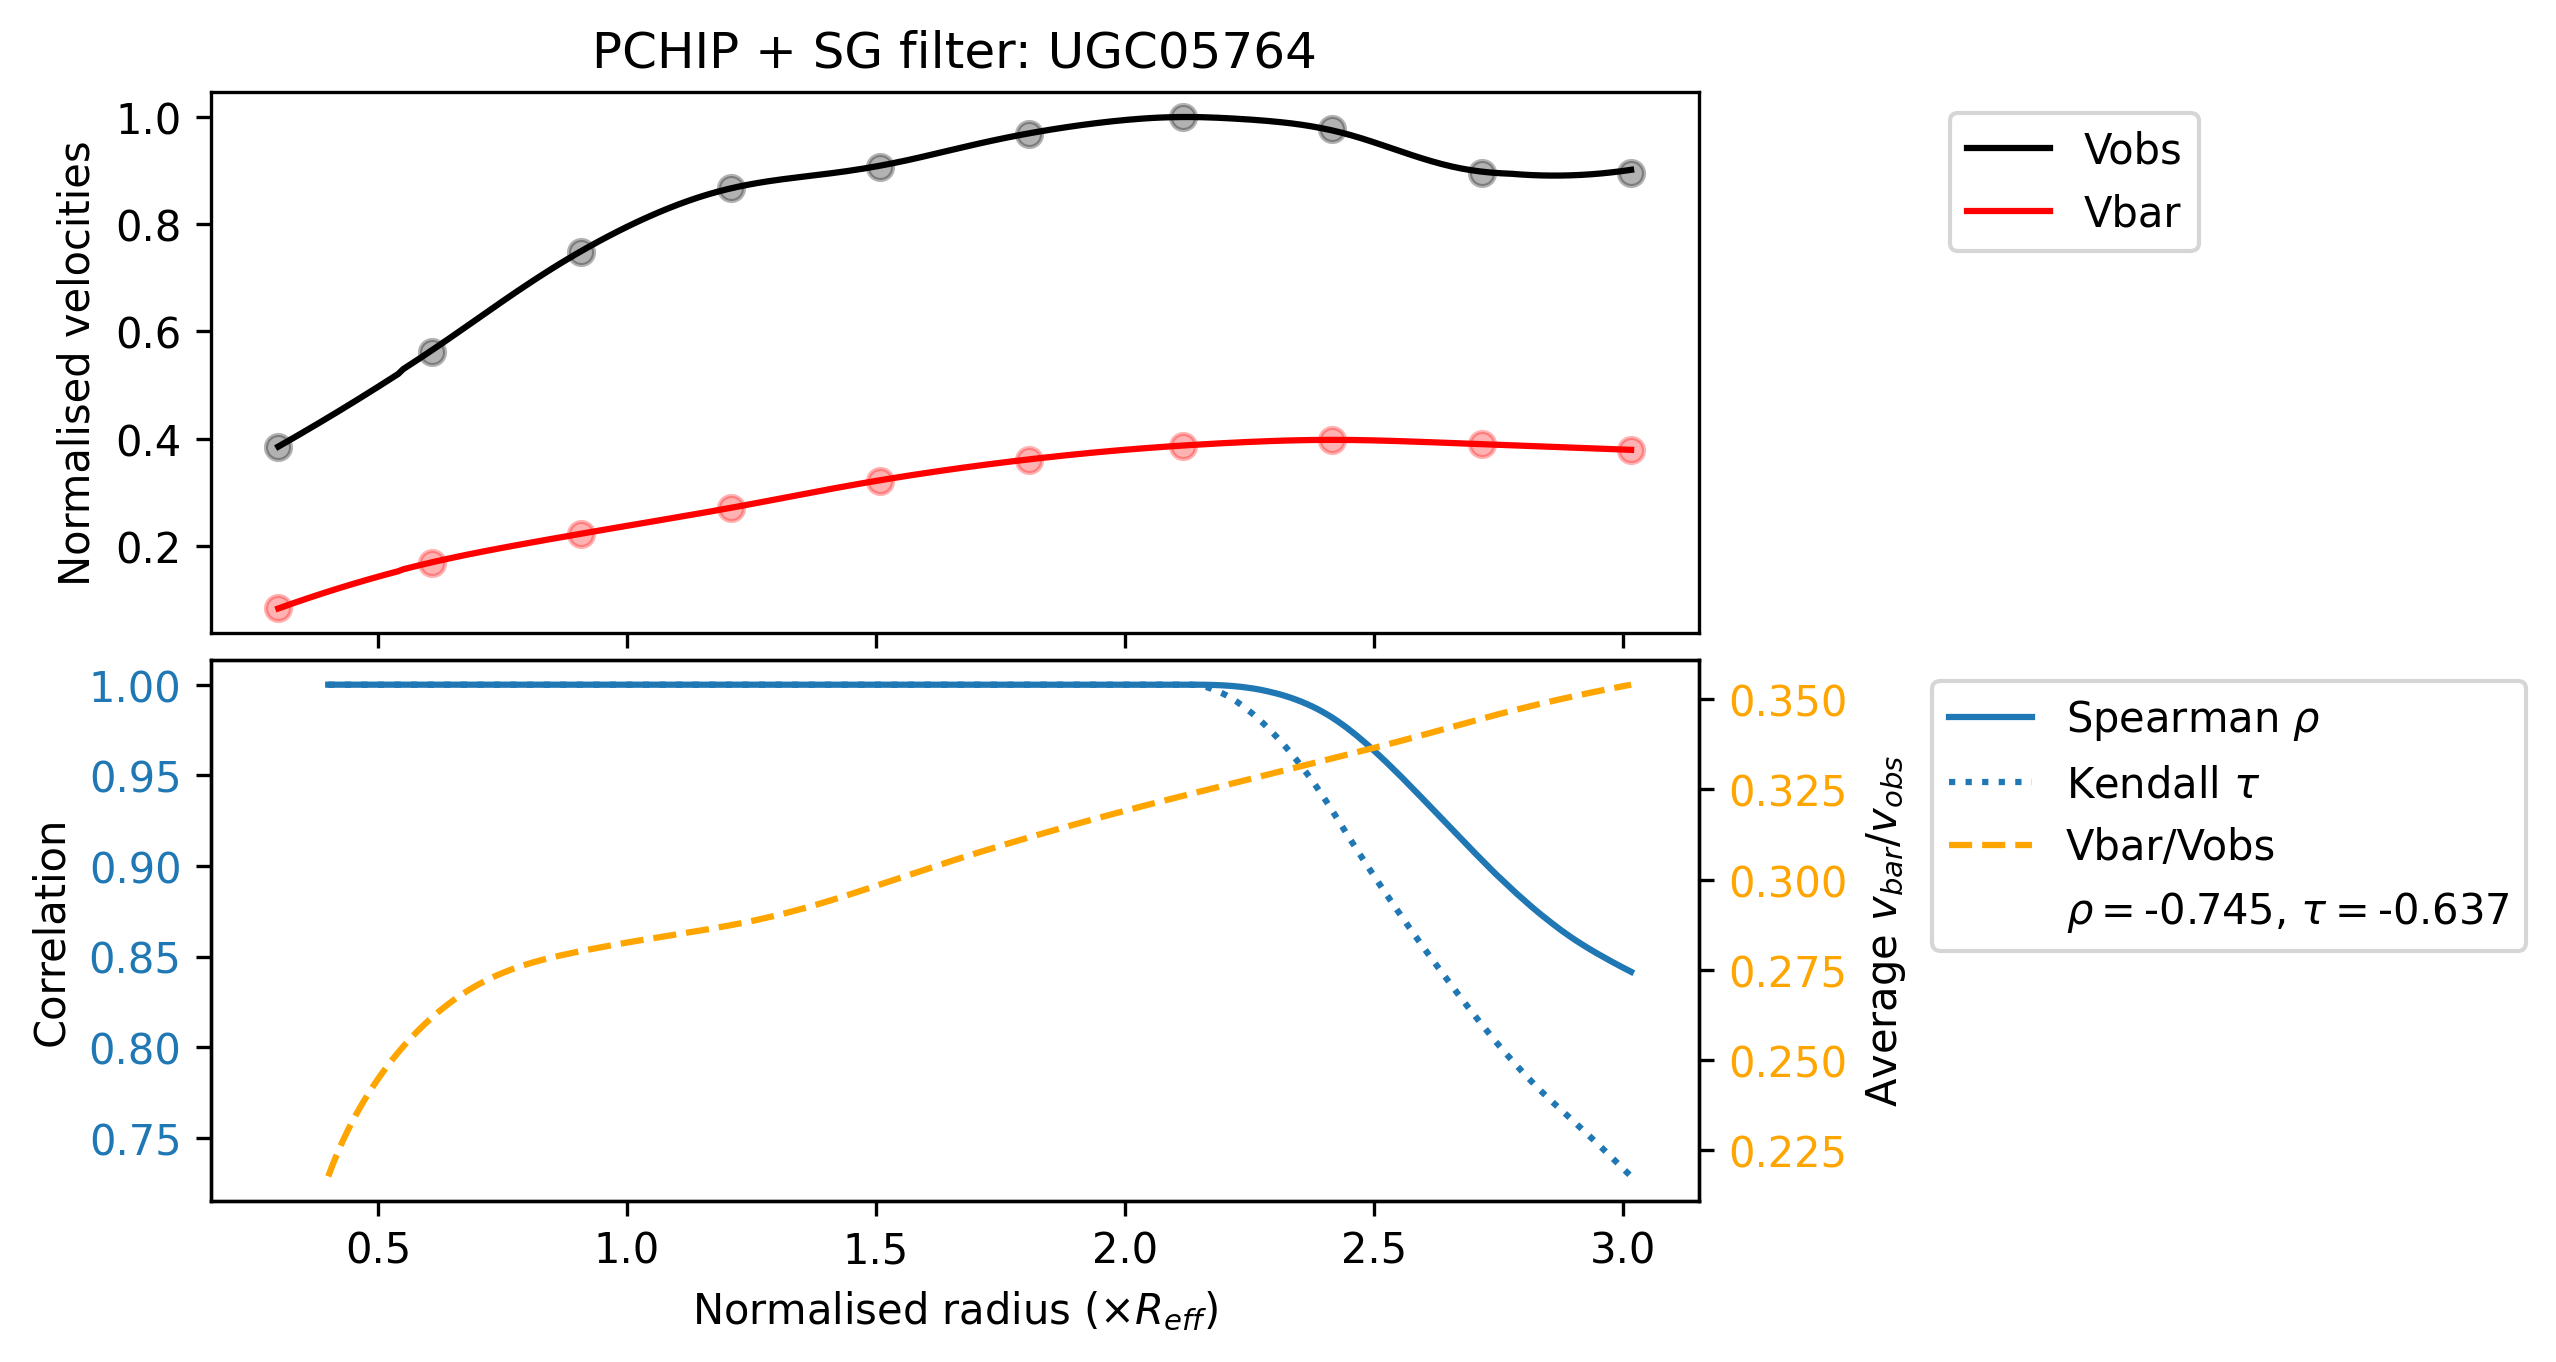 PCHIP + SG filter: UGC05764
Normalised velocities
1.0
0.8
0.6
0.4
0.2
Vobs
Vbar
Correlation
1.00
0.95
0.90
0.85
0.80
0.75
0.350
0.325
0.300
0.275
0.250
0.225
Average v_bar/v_obs
Spearman ρ
Kendall τ
Vbar/Vobs
ρ = -0.745, τ = -0.637
0.5 1.0 1.5 2.0 2.5 3.0
Normalised radius (×R_eff)